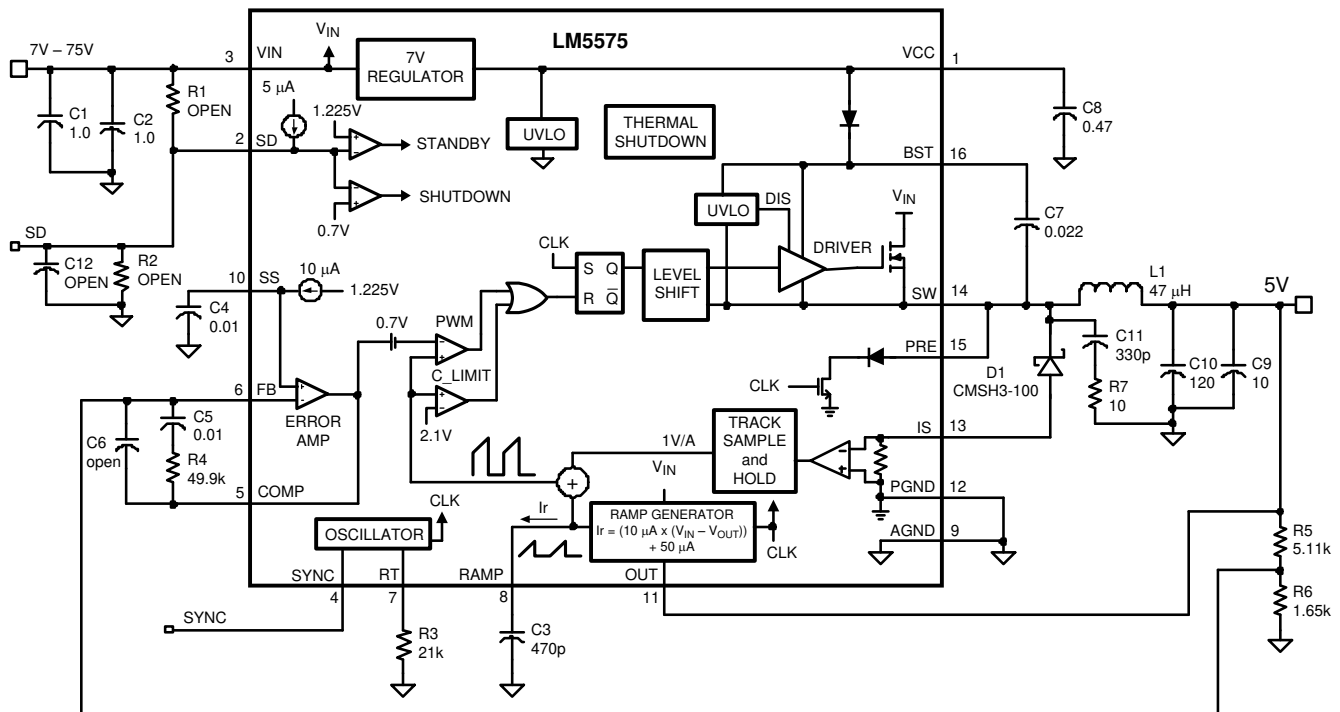 LM5575
7V – 75V
3
VIN
V_IN
7V
REGULATOR
VCC
1
C1
1.0
C2
1.0
R1
OPEN
5 µA
1.225V
2
SD
STANDBY
SHUTDOWN
0.7V
UVLO
THERMAL
SHUTDOWN
C8
0.47
BST
16
UVLO
DIS
V_IN
DRIVER
C7
0.022
SD
C12
OPEN
R2
OPEN
10
SS
10 µA
1.225V
C4
0.01
CLK
S Q
R Q̅
LEVEL
SHIFT
SW
14
L1
47 µH
5V
0.7V
PWM
C_LIMIT
2.1V
PRE
15
CLK
D1
CMSH3-100
C11
330p
R7
10
C10
120
C9
10
6
FB
ERROR
AMP
C5
0.01
C6
open
R4
49.9k
5
COMP
1V/A
TRACK
SAMPLE
and
HOLD
IS
13
+
V_IN
Ir
RAMP GENERATOR
Ir = (10 µA x (V_IN – V_OUT))
+ 50 µA
CLK
PGND
12
AGND
9
OSCILLATOR
CLK
SYNC
4
RT
7
RAMP
8
OUT
11
SYNC
R3
21k
C3
470p
R5
5.11k
R6
1.65k